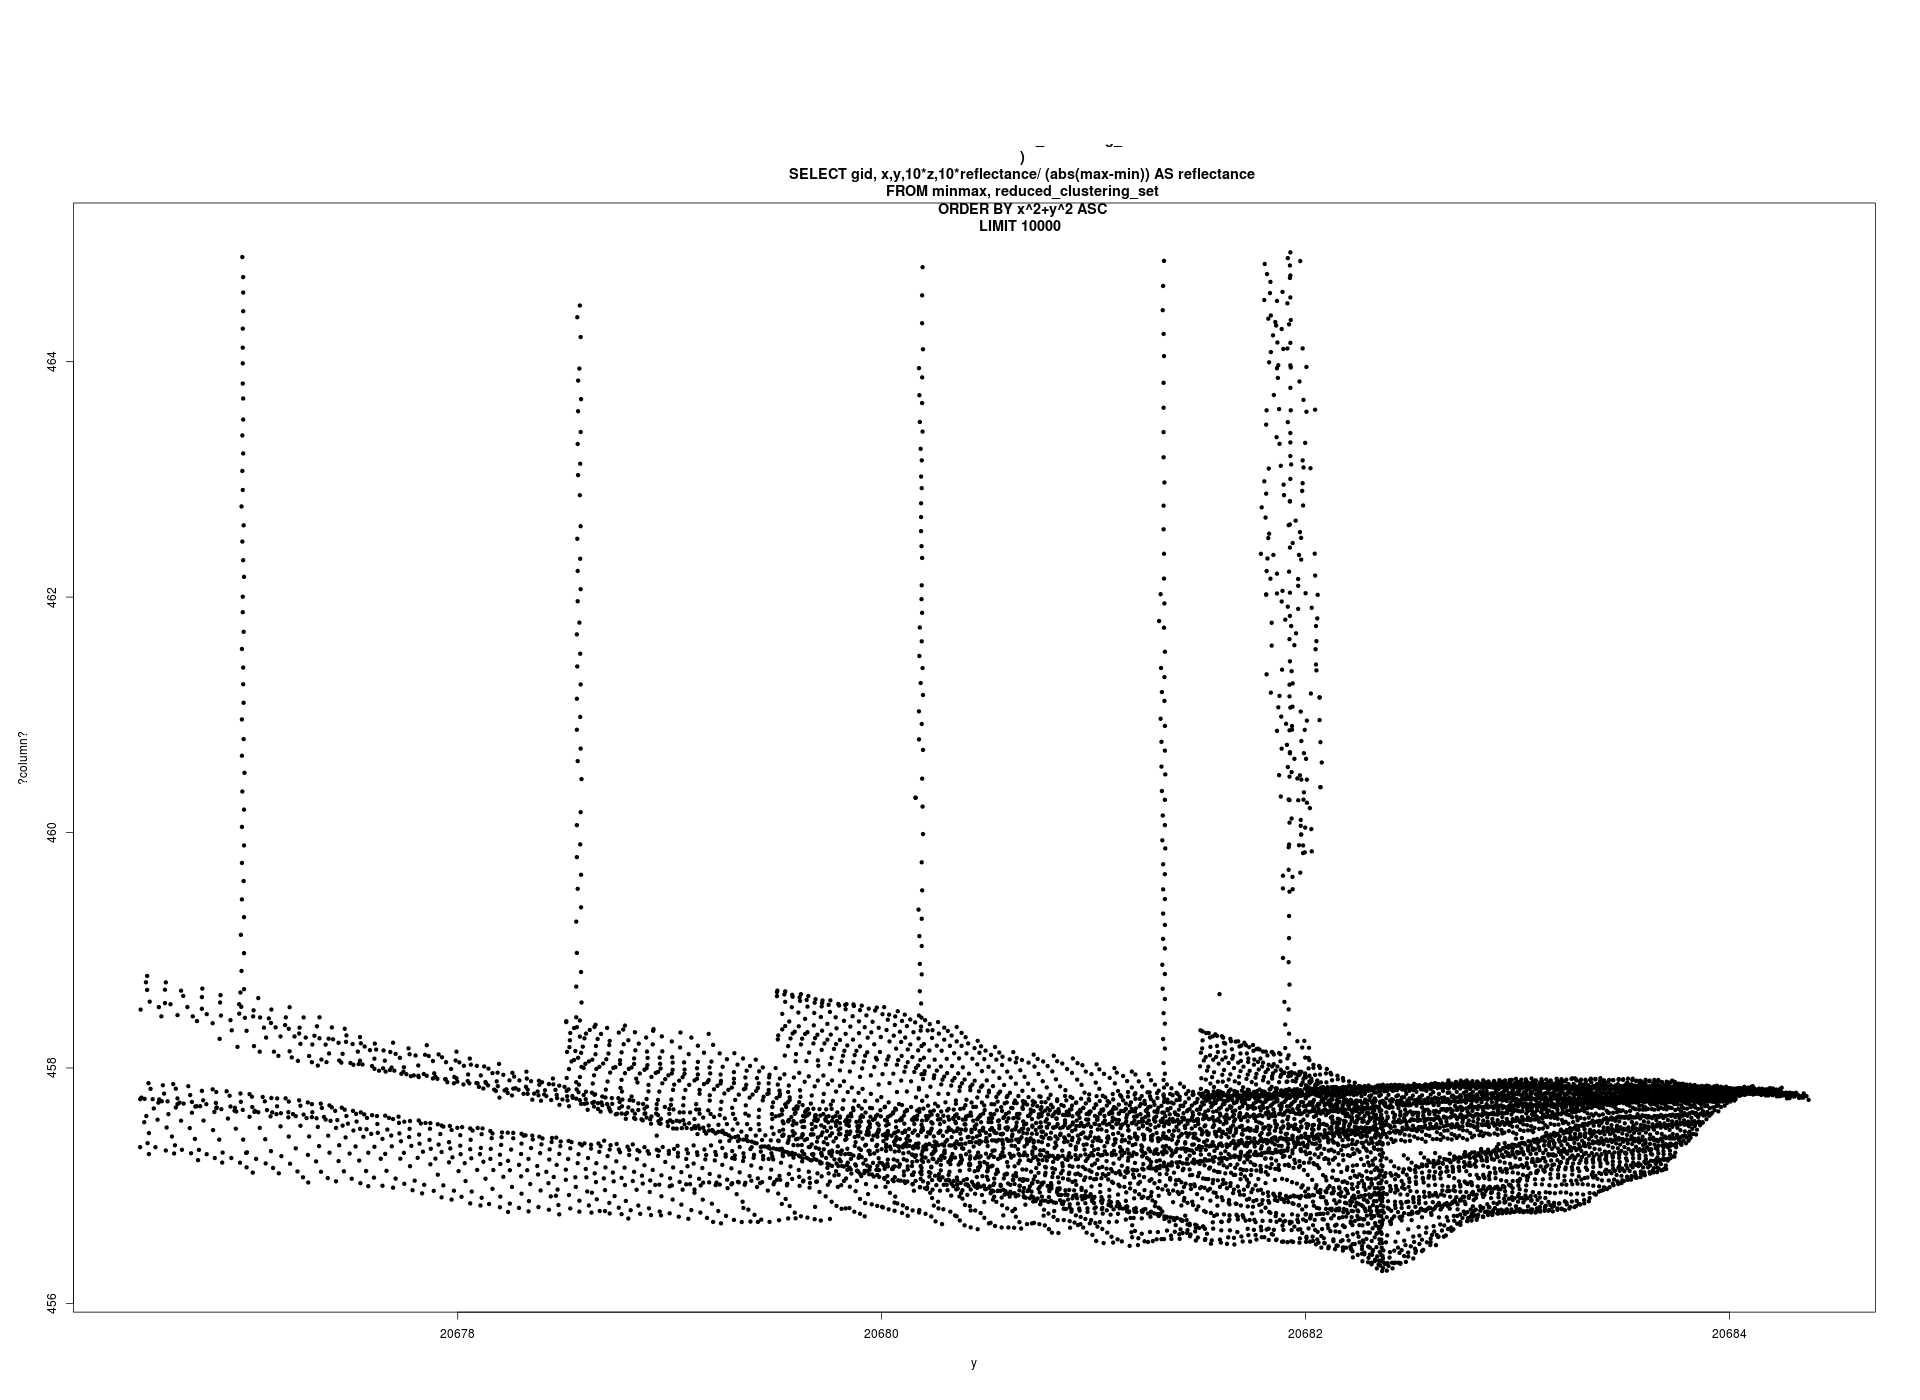 )
SELECT gid, x,y,10*z,10*reflectance/ (abs(max-min)) AS reflectance
FROM minmax, reduced_clustering_set
ORDER BY x^2+y^2 ASC
LIMIT 10000
464
462
460
458
456
?column?
20678
20680
20682
20684
y